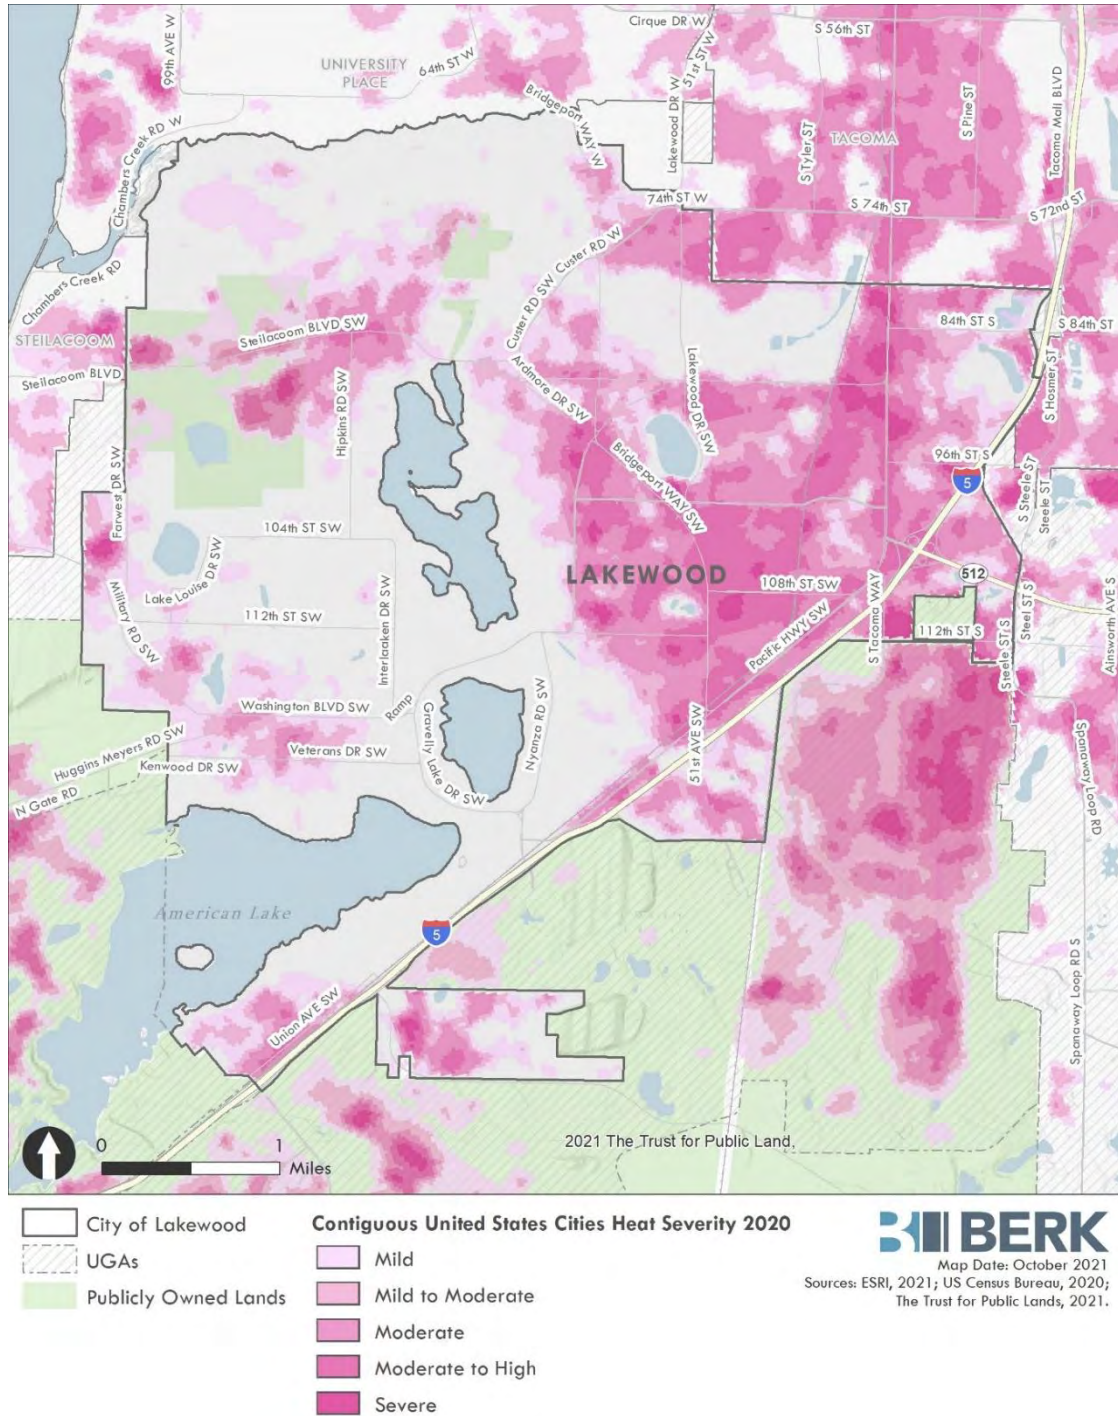 Cirque DR W
S 56th ST
99th AVE W
UNIVERSITY
PLACE
64th ST W
51st ST W
Tacoma Mall BLVD
Bridgeport WAY W
Lakewood DR W
S Tyler ST
TACOMA
S Pine ST
Chambers Creek RD W
74th ST W
S 74th ST
S 72nd ST
Chambers Creek RD
Custer RD W
Custer RD SW
STEILACOOM
Steilacoom BLVD SW
84th ST S
S 84th ST
Steilacoom BLVD
Ardmore DR SW
Lakewood DR SW
S Hosmer ST
Hipkins RD SW
Bridgeport WAY SW
96th ST S
5
S Steele ST
Steele ST
Farwest DR SW
104th ST SW
Lake Louise DR SW
LAKEWOOD
108th ST SW
512
Military RD SW
112th ST SW
Interlaaken DR SW
Pacific HWY SW
S Tacoma WAY
112th ST S
Steel ST S
Steele ST S
Ainsworth AVE S
Washington BLVD SW
Ramp
Gravelly Lake DR SW
Nyanza RD SW
51st AVE SW
Huggins Meyers RD SW
Veterans DR SW
Kenwood DR SW
N Gate RD
Spanaway Loop RD
American Lake
5
Union AVE SW
Spanaway Loop RD S
0 1
Miles
2021 The Trust for Public Land,
City of Lakewood
UGAs
Publicly Owned Lands
Contiguous United States Cities Heat Severity 2020
Mild
Mild to Moderate
Moderate
Moderate to High
Severe
BERK
Map Date: October 2021
Sources: ESRI, 2021; US Census Bureau, 2020;
The Trust for Public Lands, 2021.